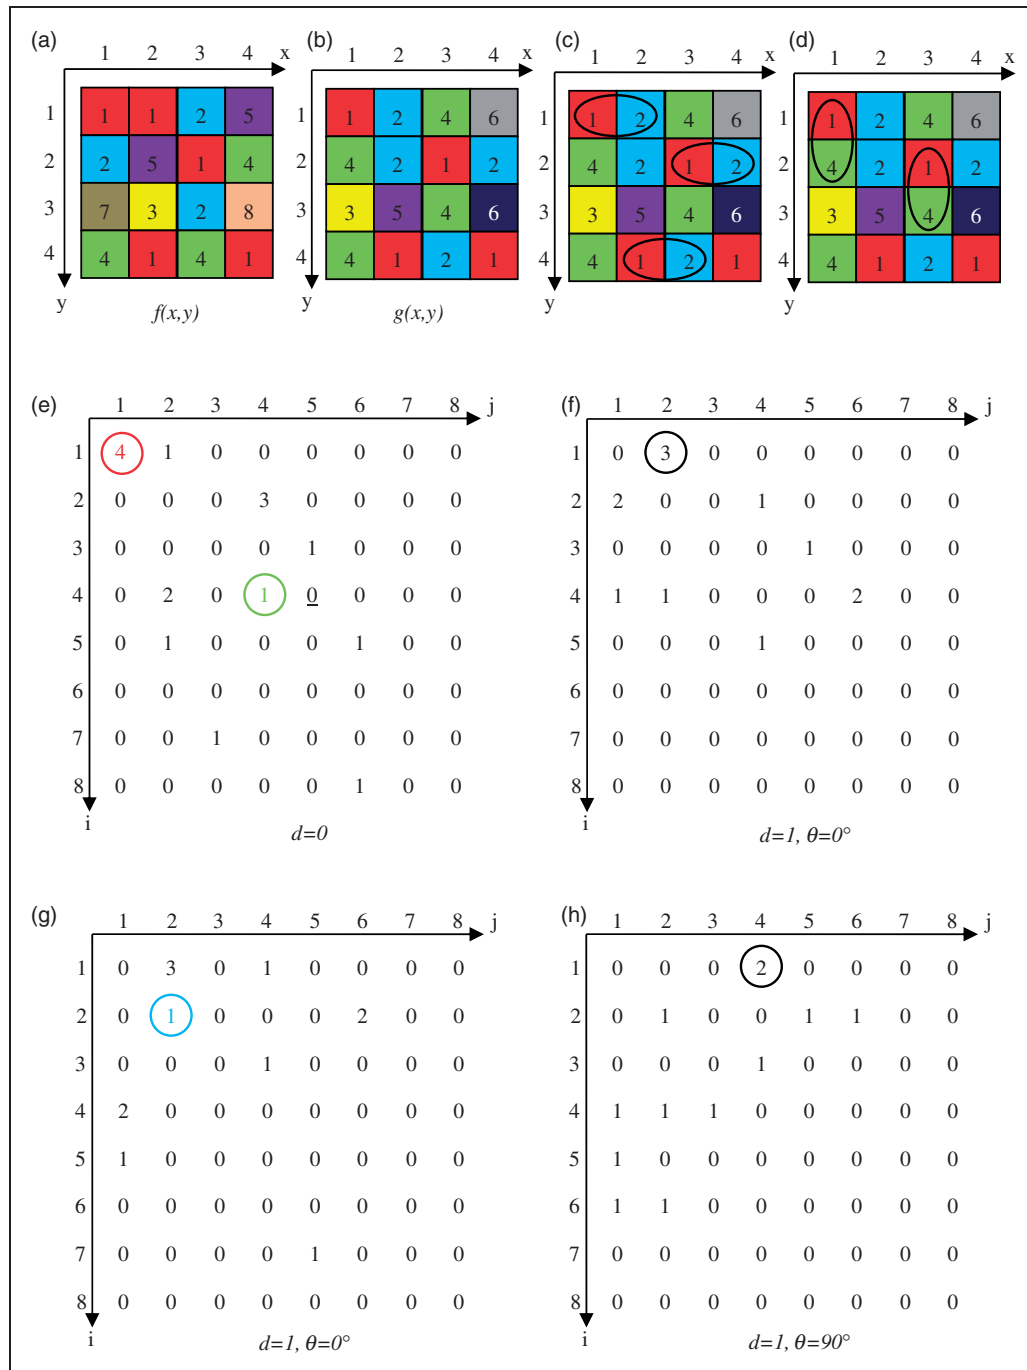 (a) (b) (c) (d)
1 2 3 4 x
1 1 1 2 5
2 2 5 1 4
3 7 3 2 8
4 4 1 4 1
y
f(x,y)
1 2 3 4 x
1 1 2 4 6
2 4 2 1 2
3 3 5 4 6
4 4 1 2 1
y
g(x,y)
1 2 3 4 x
1 1 2 4 6
2 4 2 1 2
3 3 5 4 6
4 4 1 2 1
y
1 2 3 4 x
1 1 2 4 6
2 4 2 1 2
3 3 5 4 6
4 4 1 2 1
y
(e)
1 2 3 4 5 6 7 8 j
1 4 1 0 0 0 0 0 0
2 0 0 0 3 0 0 0 0
3 0 0 0 0 1 0 0 0
4 0 2 0 1 0 0 0 0
5 0 1 0 0 0 1 0 0
6 0 0 0 0 0 0 0 0
7 0 0 1 0 0 0 0 0
8 0 0 0 0 0 1 0 0
i
d=0
(f)
1 2 3 4 5 6 7 8 j
1 0 3 0 0 0 0 0 0
2 2 0 0 1 0 0 0 0
3 0 0 0 0 1 0 0 0
4 1 1 0 0 0 2 0 0
5 0 0 0 1 0 0 0 0
6 0 0 0 0 0 0 0 0
7 0 0 0 0 0 0 0 0
8 0 0 0 0 0 0 0 0
i
d=1, θ=0°
(g)
1 2 3 4 5 6 7 8 j
1 0 3 0 1 0 0 0 0
2 0 1 0 0 0 2 0 0
3 0 0 0 1 0 0 0 0
4 2 0 0 0 0 0 0 0
5 1 0 0 0 0 0 0 0
6 0 0 0 0 0 0 0 0
7 0 0 0 0 1 0 0 0
8 0 0 0 0 0 0 0 0
i
d=1, θ=0°
(h)
1 2 3 4 5 6 7 8 j
1 0 0 0 2 0 0 0 0
2 0 1 0 0 1 1 0 0
3 0 0 0 1 0 0 0 0
4 1 1 1 0 0 0 0 0
5 1 0 0 0 0 0 0 0
6 1 1 0 0 0 0 0 0
7 0 0 0 0 0 0 0 0
8 0 0 0 0 0 0 0 0
i
d=1, θ=90°